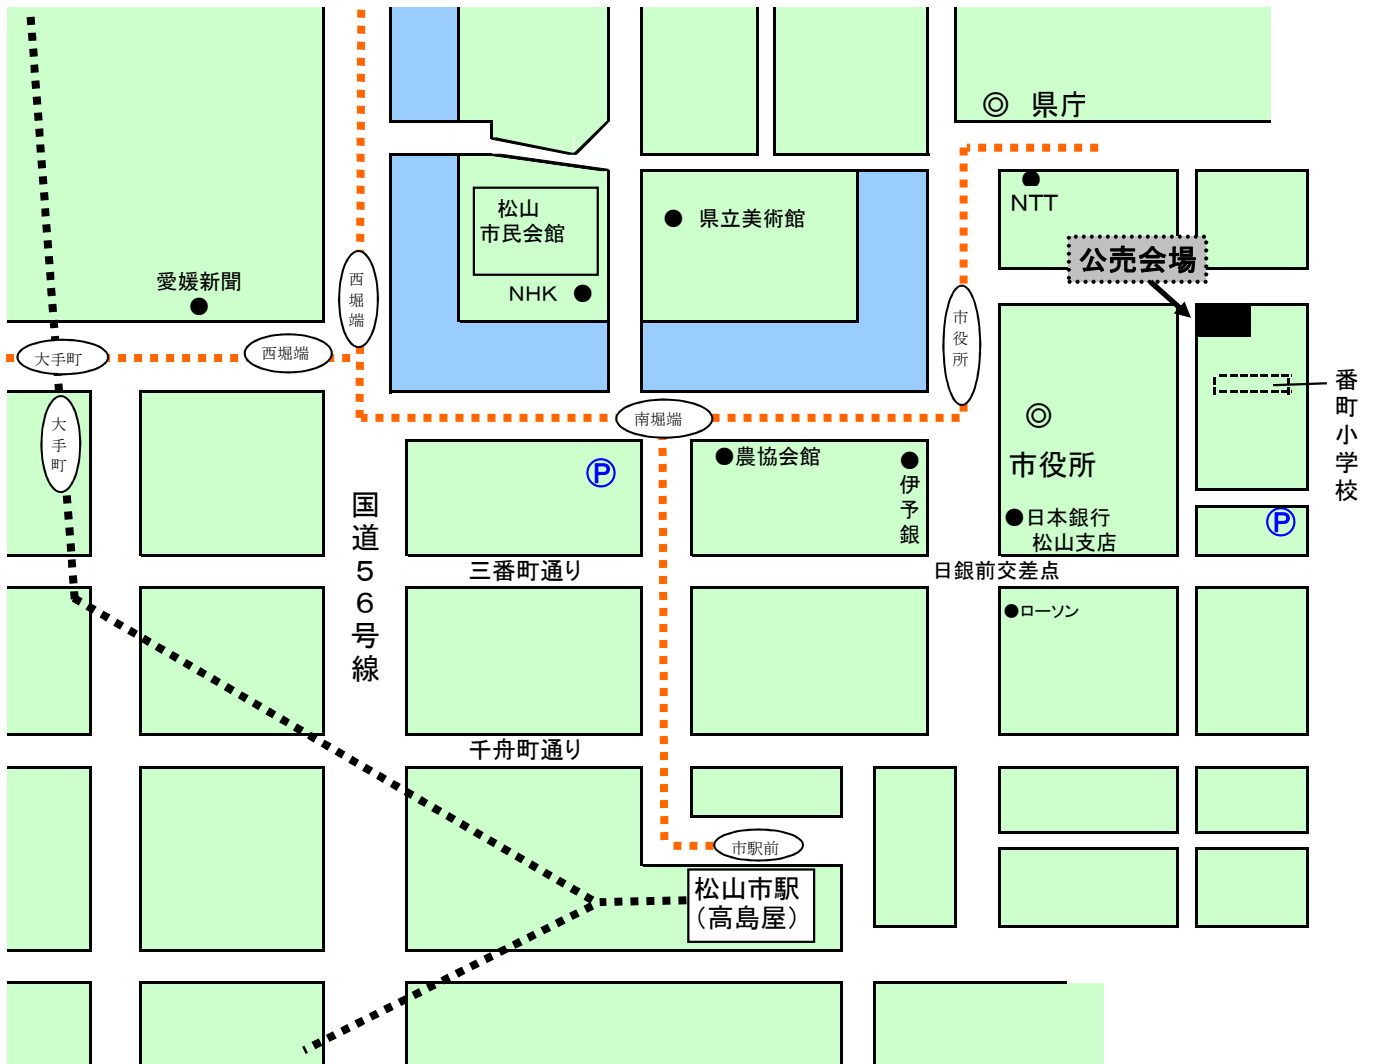 県庁
NTT
松山
市民会館
県立美術館
公売会場
愛媛新聞
NHK
西堀端
市役所
大手町
西堀端
番町小学校
大手町
南堀端
市役所
P
農協会館
伊予銀
国道５６号線
日本銀行
松山支店
P
三番町通り
日銀前交差点
ローソン
千舟町通り
市駅前
松山市駅
（高島屋）